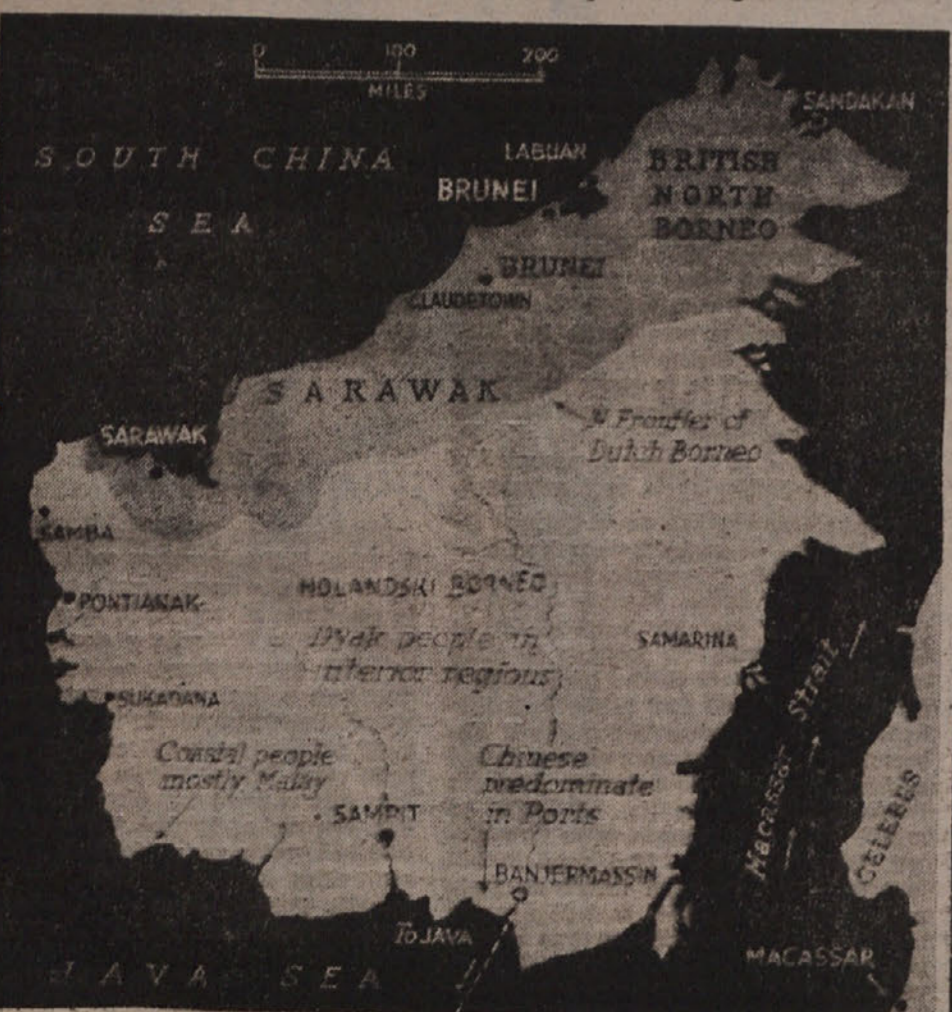 0 100 200
MILES
SANDAKAN
SOUTH CHINA
SEA
LABUAN
BRUNEI
BRITISH
NORTH
BORNEO
BRUNEI
CLAUDETOWN
SARAWAK
SARAWAK
N Frontier of
Dutch Borneo
SAMBA
PONTIANAK
HOLANDSKI BORNEO
Dyak people in
interior regions
SAMARINA
SUKADANA
Macassar Strait
Coastal people
mostly Malay
Chinese
predominate
in Ports
SAMPIT
CELEBES
BANJERMASSIN
To JAVA
JAVA SEA
MACASSAR